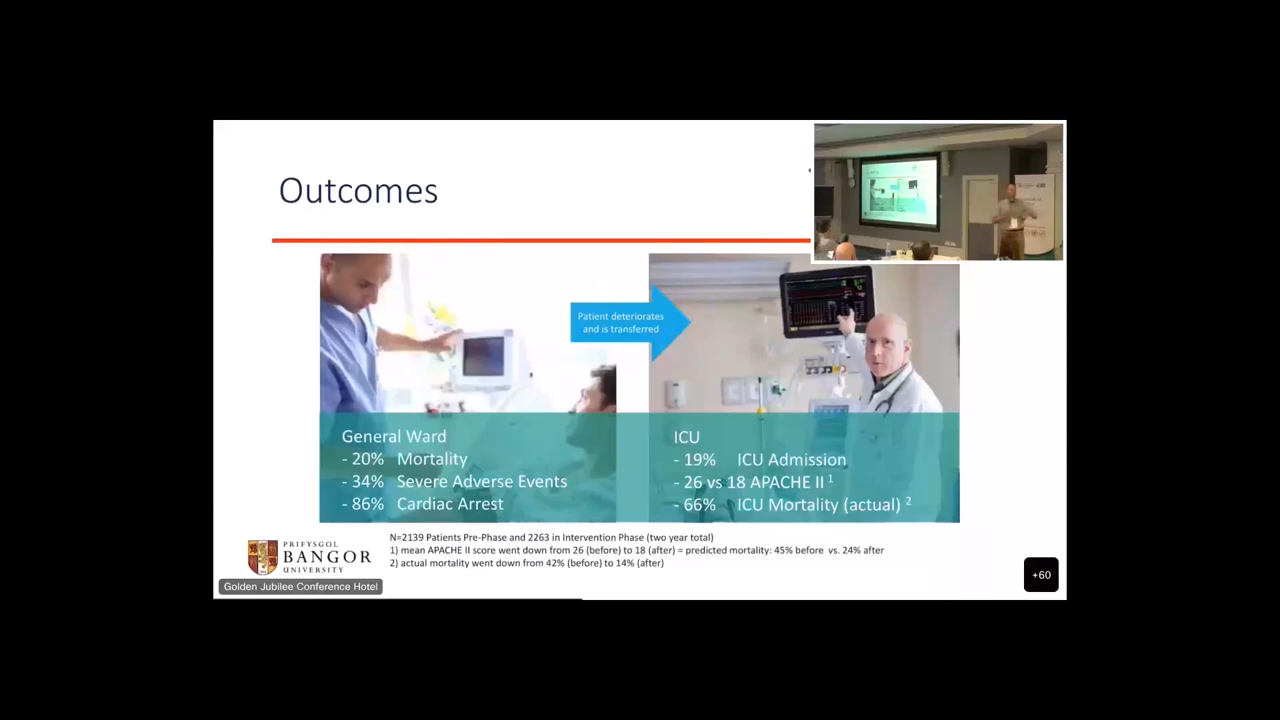 Outcomes
Patient deteriorates
and is transferred
General Ward
- 20% Mortality
- 34% Severe Adverse Events
- 86% Cardiac Arrest
ICU
- 19% ICU Admission
- 26 vs 18 APACHE II 1
- 66% ICU Mortality (actual) 2
N=2139 Patients Pre-Phase and 2263 in Intervention Phase (two year total)
1) mean APACHE II score went down from 26 (before) to 18 (after) = predicted mortality: 45% before vs. 24% after
2) actual mortality went down from 42% (before) to 14% (after)
PRIFYSGOL
BANGOR
UNIVERSITY
Golden Jubilee Conference Hotel
+60